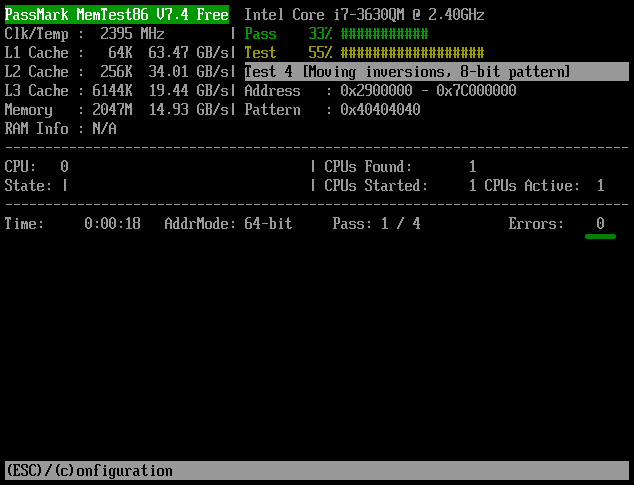 PassMark MemTest86 V7.4 Free Intel Core i7-3630QM @ 2.40GHz
Clk/Temp : 2395 MHz | Pass 33% ###########
L1 Cache : 64K 63.47 GB/s| Test 55% ##################
L2 Cache : 256K 34.01 GB/s| Test 4 [Moving inversions, 8-bit pattern]
L3 Cache : 6144K 19.44 GB/s| Address : 0x2900000 - 0x7C000000
Memory : 2047M 14.93 GB/s| Pattern : 0x40404040
RAM Info : N/A
------------------------------------------------------------------------------
CPU: 0 | CPUs Found: 1
State: | | CPUs Started: 1 CPUs Active: 1
------------------------------------------------------------------------------
Time: 0:00:18 AddrMode: 64-bit Pass: 1 / 4 Errors: 0
(ESC)/(c)onfiguration